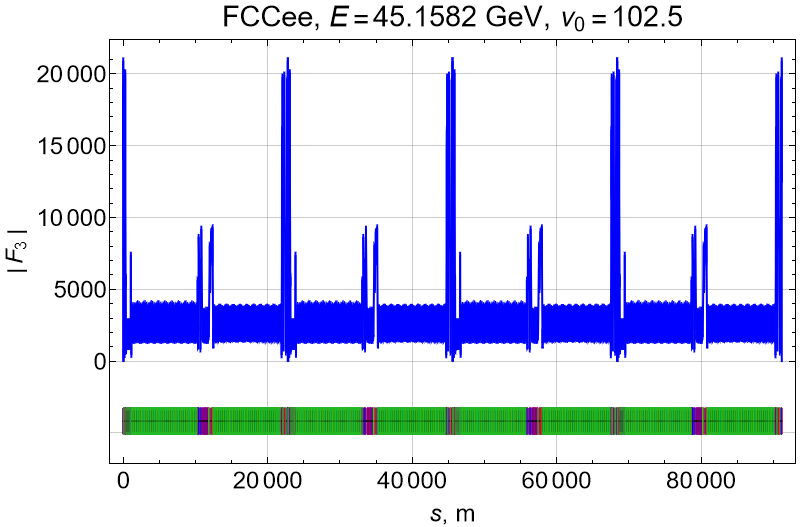 FCCee, E = 45.1582 GeV, ν₀ = 102.5
20 000
15 000
10 000
5000
0
| F₃ |
0 20 000 40 000 60 000 80 000
s, m